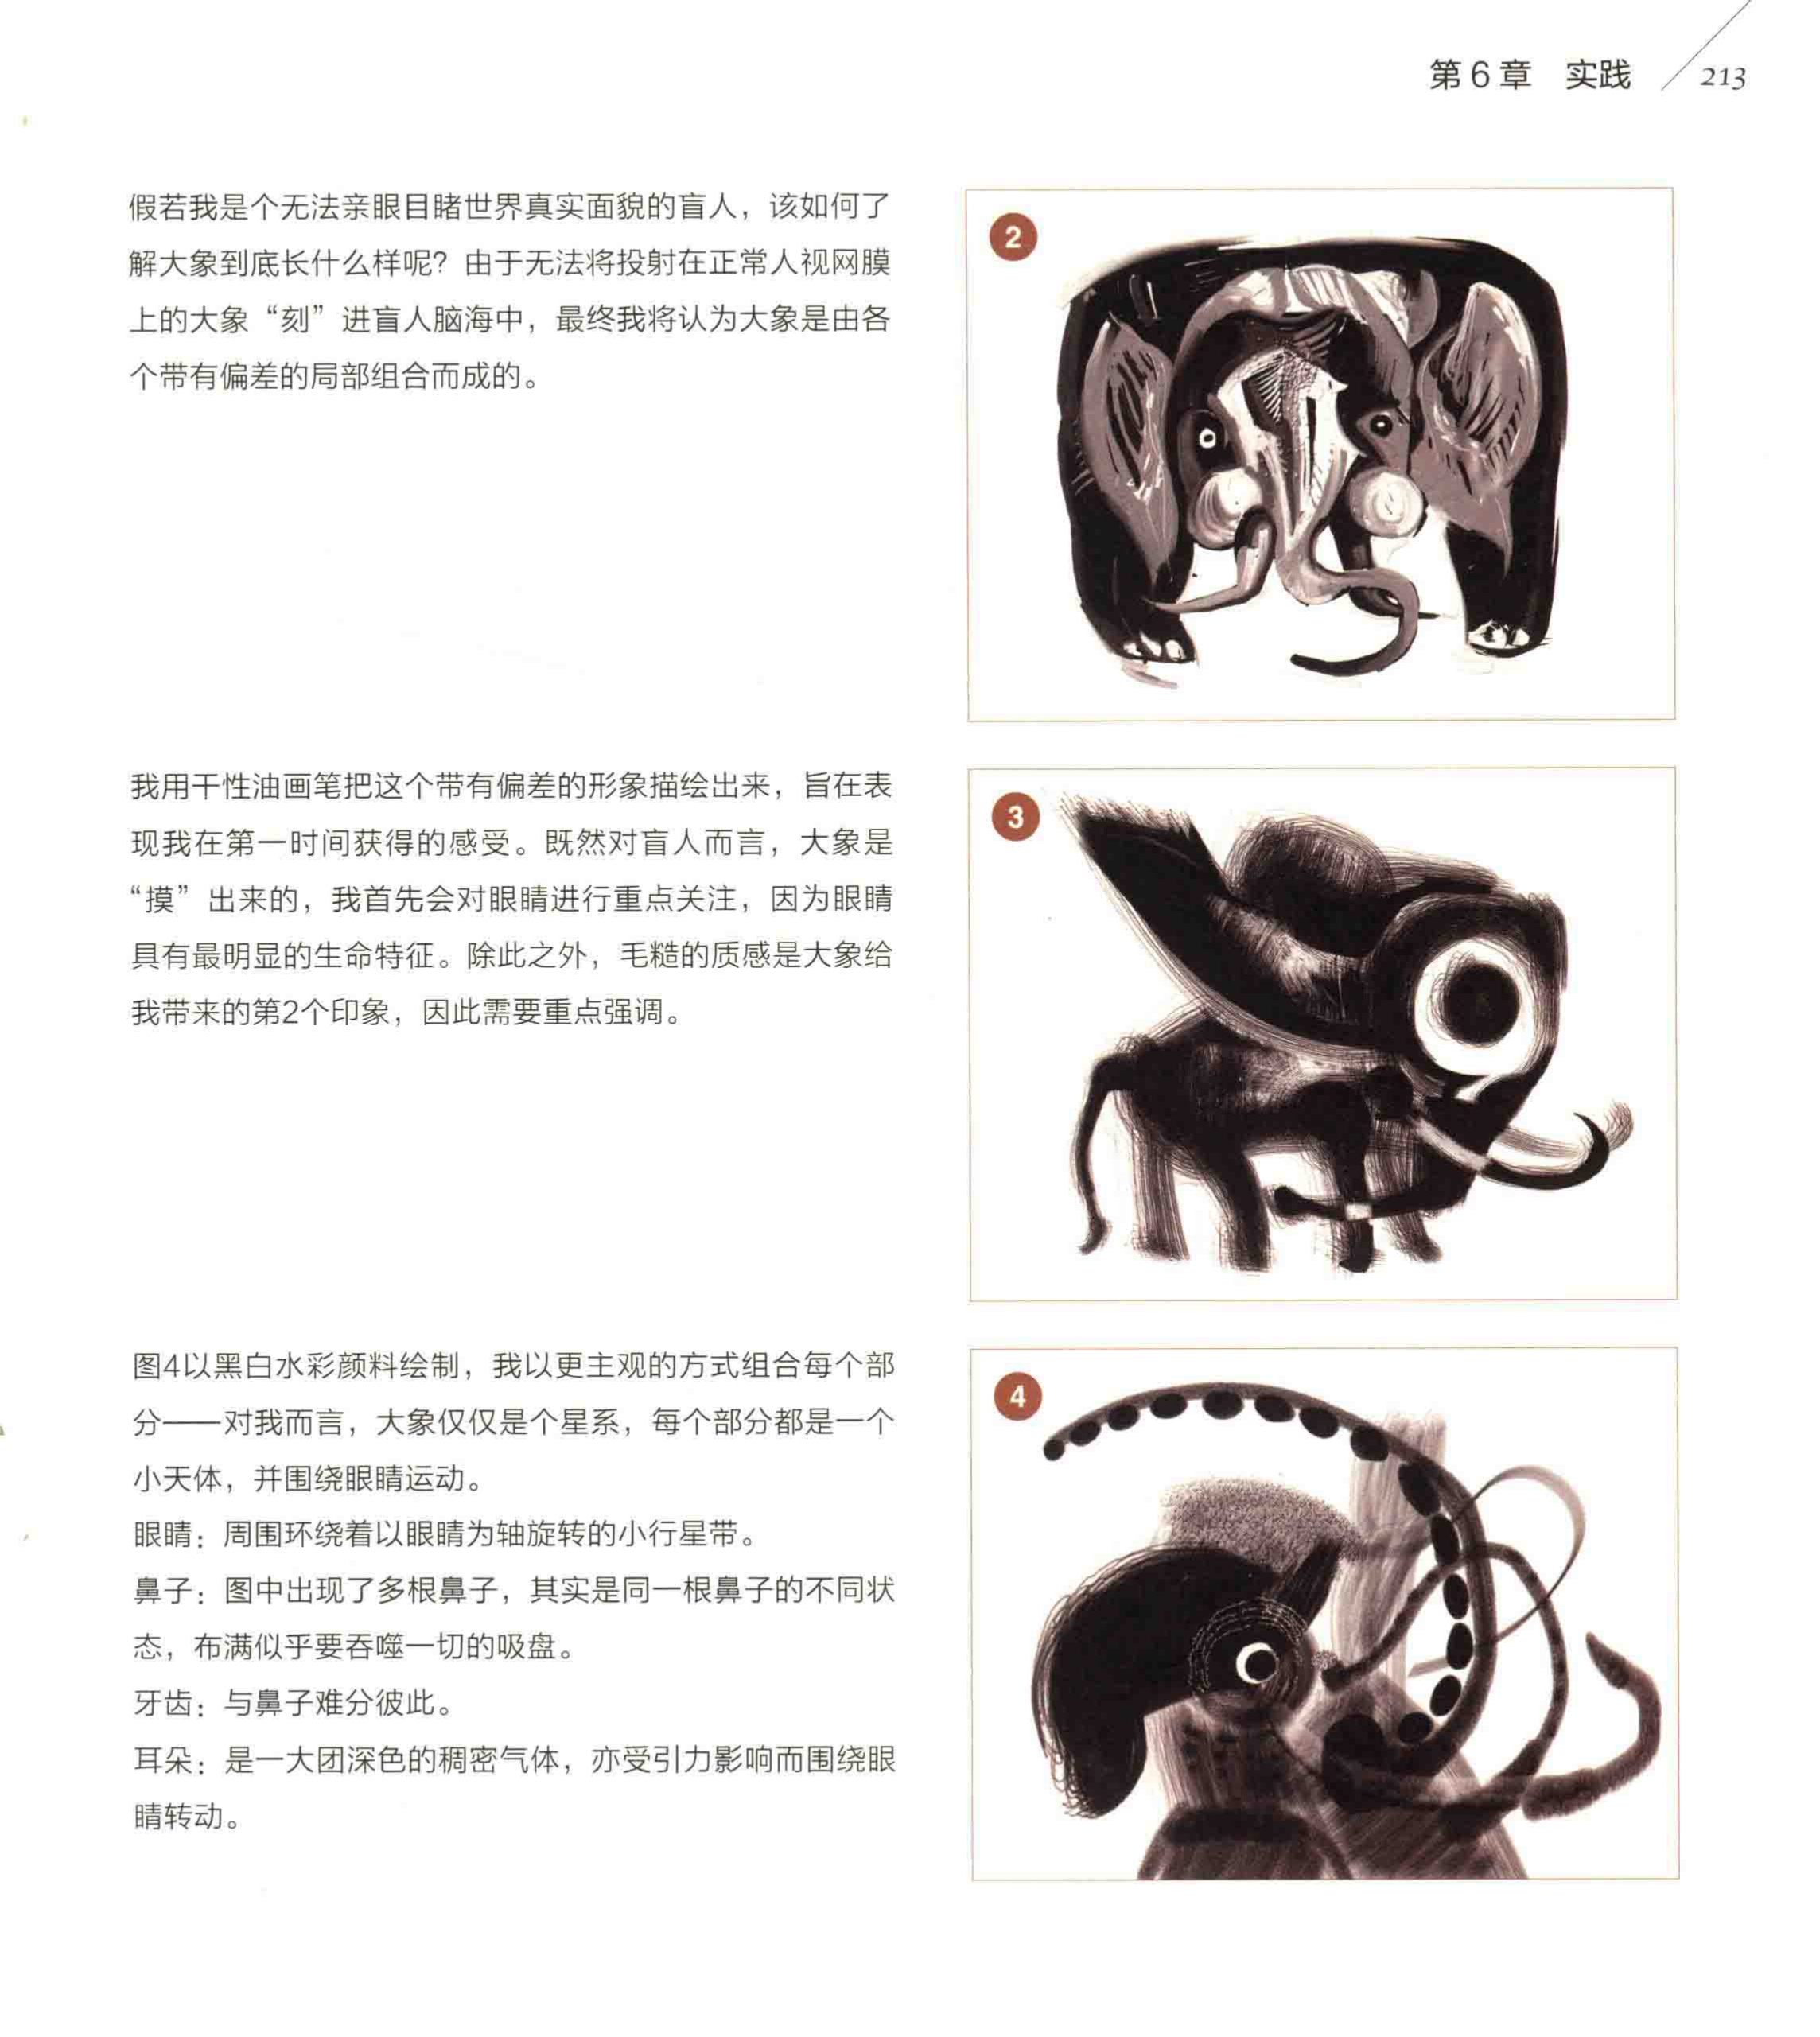 第6章 实践 213
假若我是个无法亲眼目睹世界真实面貌的盲人，该如何了
解大象到底长什么样呢？由于无法将投射在正常人视网膜
上的大象“刻”进盲人脑海中，最终我将认为大象是由各
个带有偏差的局部组合而成的。
2
我用干性油画笔把这个带有偏差的形象描绘出来，旨在表
现我在第一时间获得的感受。既然对盲人而言，大象是
“摸”出来的，我首先会对眼睛进行重点关注，因为眼睛
具有最明显的生命特征。除此之外，毛糙的质感是大象给
我带来的第2个印象，因此需要重点强调。
3
图4以黑白水彩颜料绘制，我以更主观的方式组合每个部
分——对我而言，大象仅仅是个星系，每个部分都是一个
小天体，并围绕眼睛运动。
眼睛：周围环绕着以眼睛为轴旋转的小行星带。
鼻子：图中出现了多根鼻子，其实是同一根鼻子的不同状
态，布满似乎要吞噬一切的吸盘。
牙齿：与鼻子难分彼此。
耳朵：是一大团深色的稠密气体，亦受引力影响而围绕眼
睛转动。
4